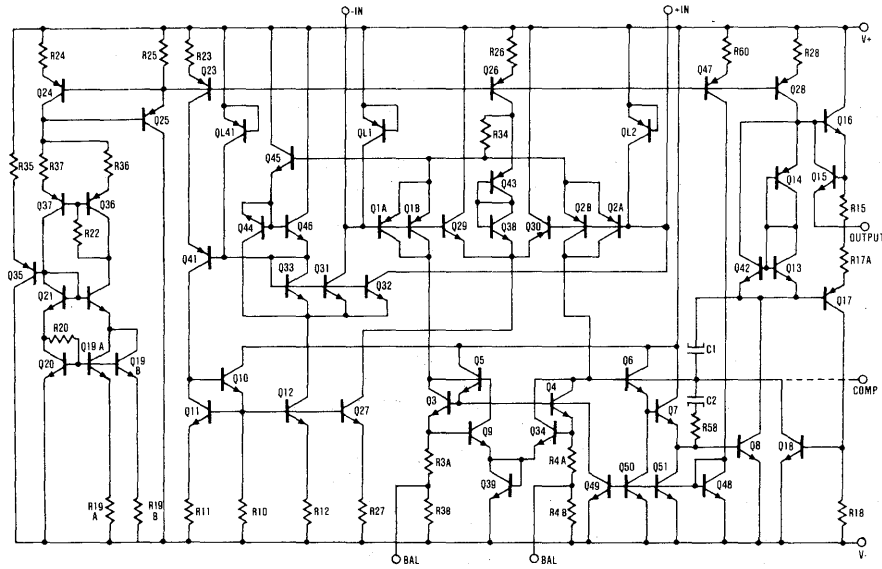 -IN
+IN
V+
R24
R25
R23
R26
R60
R28
Q24
Q23
Q26
Q47
Q28
Q25
QL41
QL1
QL2
Q16
R35
R37
R36
Q45
R34
Q14
Q15
R15
Q37
Q36
Q43
Q44
Q46
Q1A
Q1B
Q29
Q38
Q30
Q2B
Q2A
OUTPUT
R22
R17A
Q35
Q41
Q33
Q31
Q32
Q42
Q13
Q17
Q21
R20
Q20
Q19 A
Q19 B
C1
Q10
Q5
Q6
COMP
Q11
Q12
Q27
Q3
Q4
Q7
C2
R58
Q9
Q34
Q8
Q18
R3A
R4A
Q39
Q49
Q50
Q51
Q48
R19 A
R19 B
R11
R10
R12
R27
R38
R4B
R18
V-
BAL
BAL